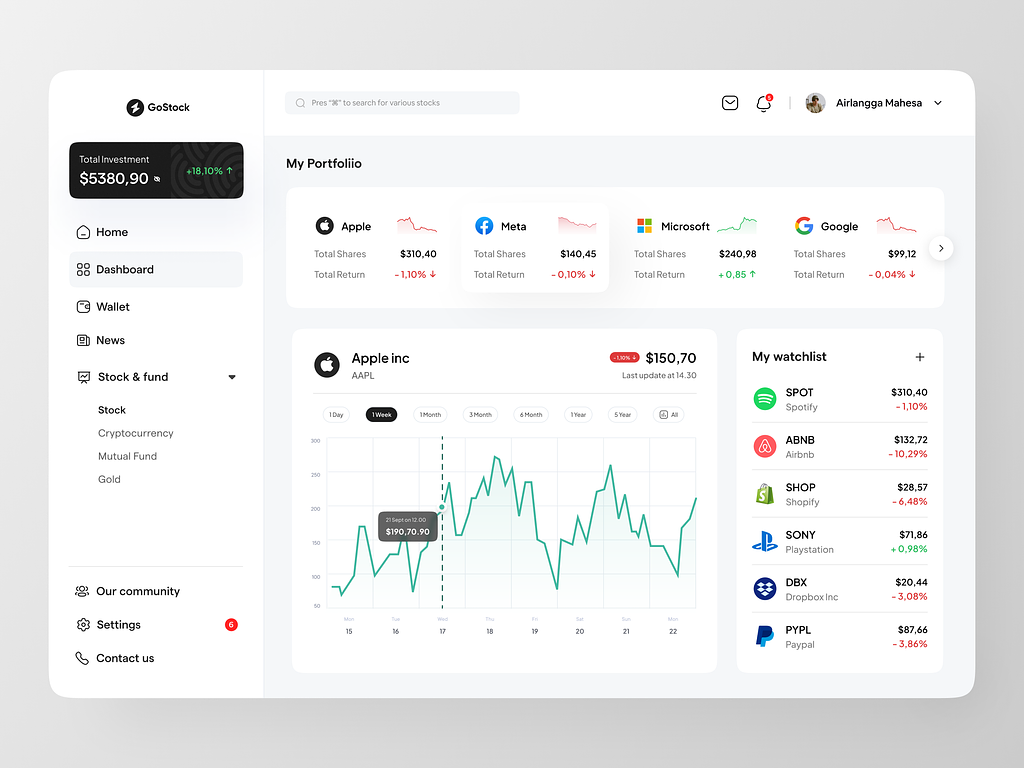 GoStock
Total Investment
$5380,90
+18,10% ↑
Home
Dashboard
Wallet
News
Stock & fund
Stock
Cryptocurrency
Mutual Fund
Gold
Our community
Settings
6
Contact us
Pres "⌘" to search for various stocks
Airlangga Mahesa
My Portfoliio
Apple
Total Shares $310,40
Total Return - 1,10% ↓
Meta
Total Shares $140,45
Total Return - 0,10% ↓
Microsoft
Total Shares $240,98
Total Return + 0,85 ↑
Google
Total Shares $99,12
Total Return - 0,04% ↓
Apple inc
AAPL
-1,10% ↓ $150,70
Last update at 14.30
1 Day 1 Week 1 Month 3 Month 6 Month 1 Year 5 Year All
300
250
200
150
100
50
21 Sept on 12.00
$190,70.90
Mon Tue Wed Thu Fri Sat Sun Mon
15 16 17 18 19 20 21 22
My watchlist +
SPOT $310,40
Spotify - 1,10%
ABNB $132,72
Airbnb - 10,29%
SHOP $28,57
Shopify - 6,48%
SONY $71,86
Playstation + 0,98%
DBX $20,44
Dropbox Inc - 3,08%
PYPL $87,66
Paypal - 3,86%